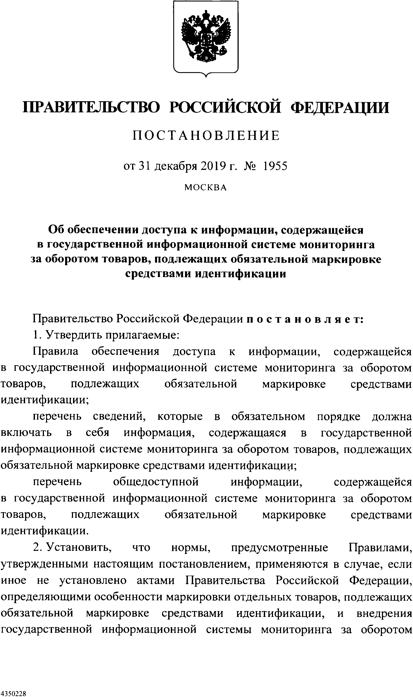 ПРАВИТЕЛЬСТВО РОССИЙСКОЙ ФЕДЕРАЦИИ
ПОСТАНОВЛЕНИЕ
от 31 декабря 2019 г. № 1955
МОСКВА
Об обеспечении доступа к информации, содержащейся
в государственной информационной системе мониторинга
за оборотом товаров, подлежащих обязательной маркировке
средствами идентификации
Правительство Российской Федерации постановляет:
1. Утвердить прилагаемые:
Правила обеспечения доступа к информации, содержащейся
в государственной информационной системе мониторинга за оборотом
товаров, подлежащих обязательной маркировке средствами
идентификации;
перечень сведений, которые в обязательном порядке должна
включать в себя информация, содержащаяся в государственной
информационной системе мониторинга за оборотом товаров, подлежащих
обязательной маркировке средствами идентификации;
перечень общедоступной информации, содержащейся
в государственной информационной системе мониторинга за оборотом
товаров, подлежащих обязательной маркировке средствами
идентификации.
2. Установить, что нормы, предусмотренные Правилами,
утвержденными настоящим постановлением, применяются в случае, если
иное не установлено актами Правительства Российской Федерации,
определяющими особенности маркировки отдельных товаров, подлежащих
обязательной маркировке средствами идентификации, и внедрения
государственной информационной системы мониторинга за оборотом
4350228